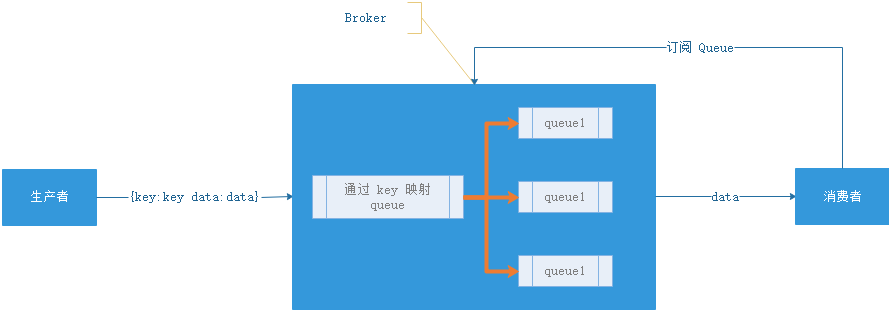 Broker
订阅 Queue
queue1
生产者
{key:key data:data}
通过 key 映射
queue
queue1
data
消费者
queue1